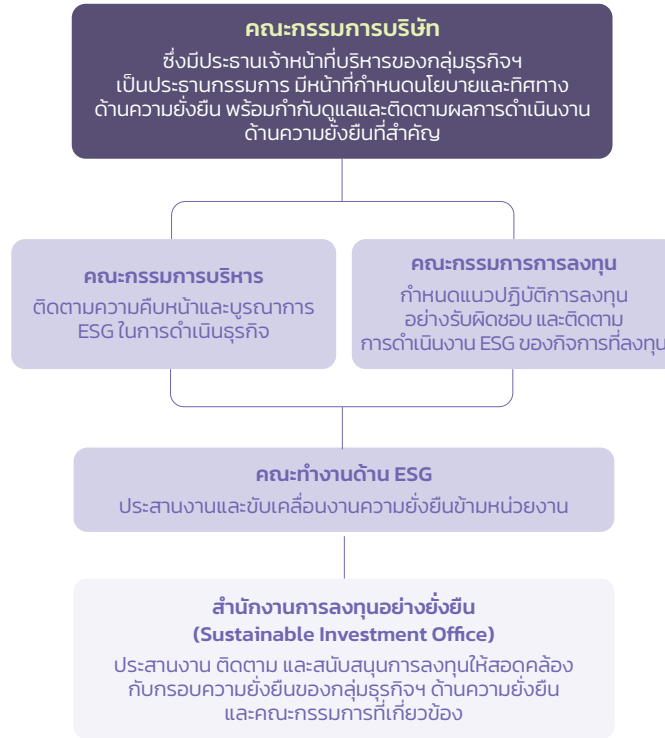 คณะกรรมการบริษัท
ซึ่งมีประธานเจ้าหน้าที่บริหารของกลุ่มธุรกิจฯ
เป็นประธานกรรมการ มีหน้าที่กำหนดนโยบายและทิศทาง
ด้านความยั่งยืน พร้อมกำกับดูแลและติดตามผลการดำเนินงาน
ด้านความยั่งยืนที่สำคัญ
คณะกรรมการบริหาร
ติดตามความคืบหน้าและบูรณาการ
ESG ในการดำเนินธุรกิจ
คณะกรรมการการลงทุน
กำหนดแนวปฏิบัติการลงทุน
อย่างรับผิดชอบ และติดตาม
การดำเนินงาน ESG ของกิจการที่ลงทุน
คณะทำงานด้าน ESG
ประสานงานและขับเคลื่อนงานความยั่งยืนข้ามหน่วยงาน
สำนักงานการลงทุนอย่างยั่งยืน
(Sustainable Investment Office)
ประสานงาน ติดตาม และสนับสนุนการลงทุนให้สอดคล้อง
กับกรอบความยั่งยืนของกลุ่มธุรกิจฯ ด้านความยั่งยืน
และคณะกรรมการที่เกี่ยวข้อง